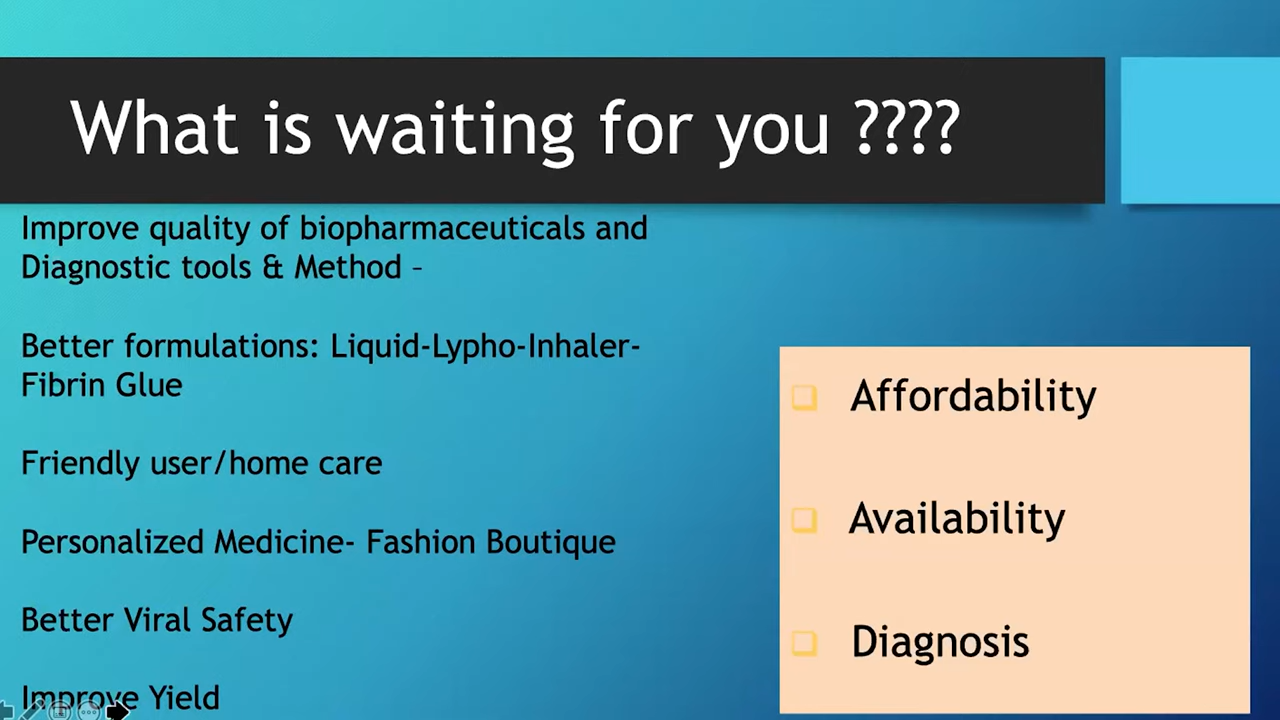 What is waiting for you ????
Improve quality of biopharmaceuticals and
Diagnostic tools & Method –
Better formulations: Liquid-Lypho-Inhaler-
Fibrin Glue
Friendly user/home care
Personalized Medicine- Fashion Boutique
Better Viral Safety
Improve Yield
Affordability
Availability
Diagnosis